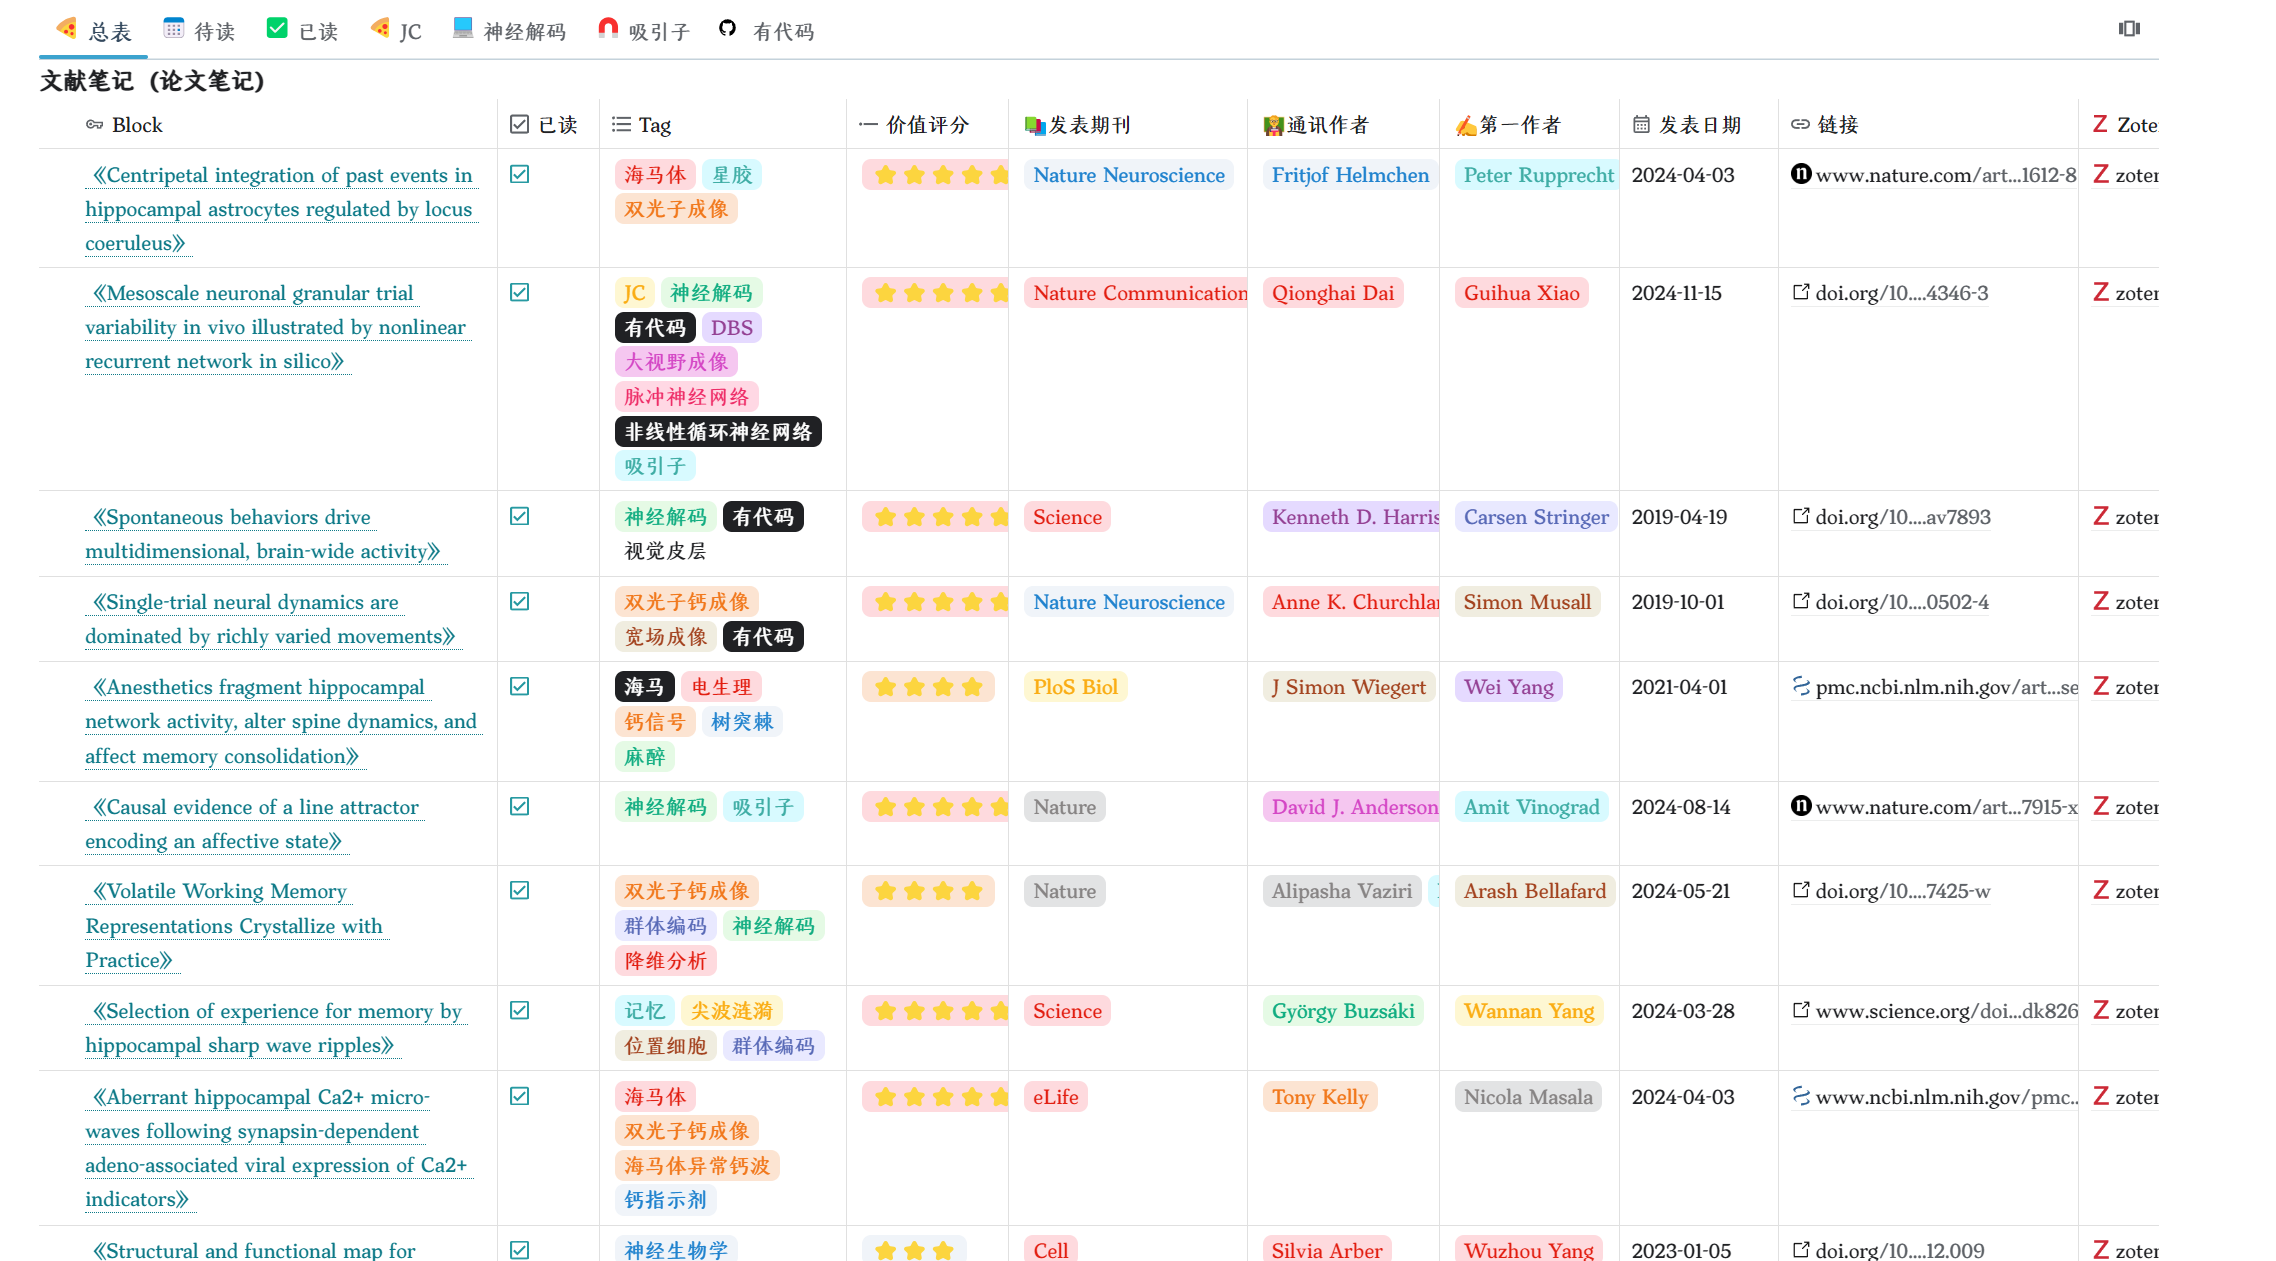 总表 待读 已读 JC 神经解码 吸引子 有代码
文献笔记（论文笔记）
Block 已读 Tag 价值评分 发表期刊 通讯作者 第一作者 发表日期 链接 Zote
《Centripetal integration of past events in hippocampal astrocytes regulated by locus coeruleus》
海马体 星胶
双光子成像
Nature Neuroscience Fritjof Helmchen Peter Rupprecht 2024-04-03 www.nature.com/art...1612-8 zoter
《Mesoscale neuronal granular trial variability in vivo illustrated by nonlinear recurrent network in silico》
JC 神经解码
有代码 DBS
大视野成像
脉冲神经网络
非线性循环神经网络
吸引子
Nature Communication Qionghai Dai Guihua Xiao 2024-11-15 doi.org/10....4346-3 zoter
《Spontaneous behaviors drive multidimensional, brain-wide activity》
神经解码 有代码
视觉皮层
Science Kenneth D. Harris Carsen Stringer 2019-04-19 doi.org/10....av7893 zoter
《Single-trial neural dynamics are dominated by richly varied movements》
双光子钙成像
宽场成像 有代码
Nature Neuroscience Anne K. Churchlan Simon Musall 2019-10-01 doi.org/10....0502-4 zoter
《Anesthetics fragment hippocampal network activity, alter spine dynamics, and affect memory consolidation》
海马 电生理
钙信号 树突棘
麻醉
PloS Biol J Simon Wiegert Wei Yang 2021-04-01 pmc.ncbi.nlm.nih.gov/art...se zoter
《Causal evidence of a line attractor encoding an affective state》
神经解码 吸引子
Nature David J. Anderson Amit Vinograd 2024-08-14 www.nature.com/art...7915-x zoter
《Volatile Working Memory Representations Crystallize with Practice》
双光子钙成像
群体编码 神经解码
降维分析
Nature Alipasha Vaziri Arash Bellafard 2024-05-21 doi.org/10....7425-w zoter
《Selection of experience for memory by hippocampal sharp wave ripples》
记忆 尖波涟漪
位置细胞 群体编码
Science György Buzsáki Wannan Yang 2024-03-28 www.science.org/doi...dk826 zoter
《Aberrant hippocampal Ca2+ micro-waves following synapsin-dependent adeno-associated viral expression of Ca2+ indicators》
海马体
双光子钙成像
海马体异常钙波
钙指示剂
eLife Tony Kelly Nicola Masala 2024-04-03 www.ncbi.nlm.nih.gov/pmc.. zoter
《Structural and functional map for
神经生物学
Cell Silvia Arber Wuzhou Yang 2023-01-05 doi.org/10....12.009 zoter